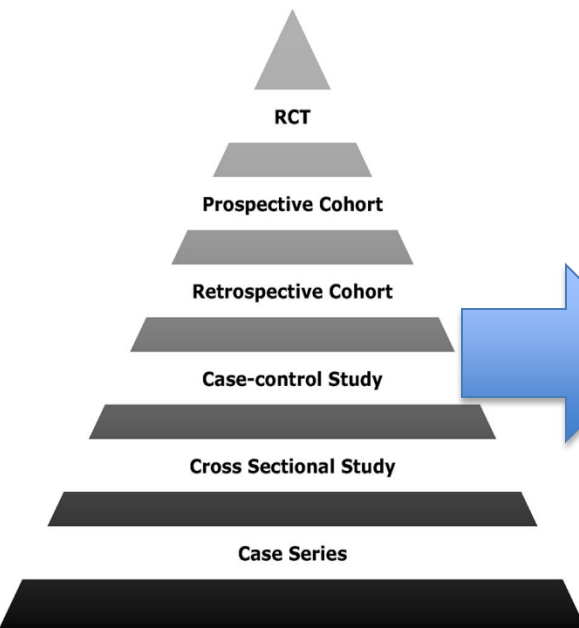 RCT
Prospective Cohort
Retrospective Cohort
Case-control Study
Cross Sectional Study
Case Series